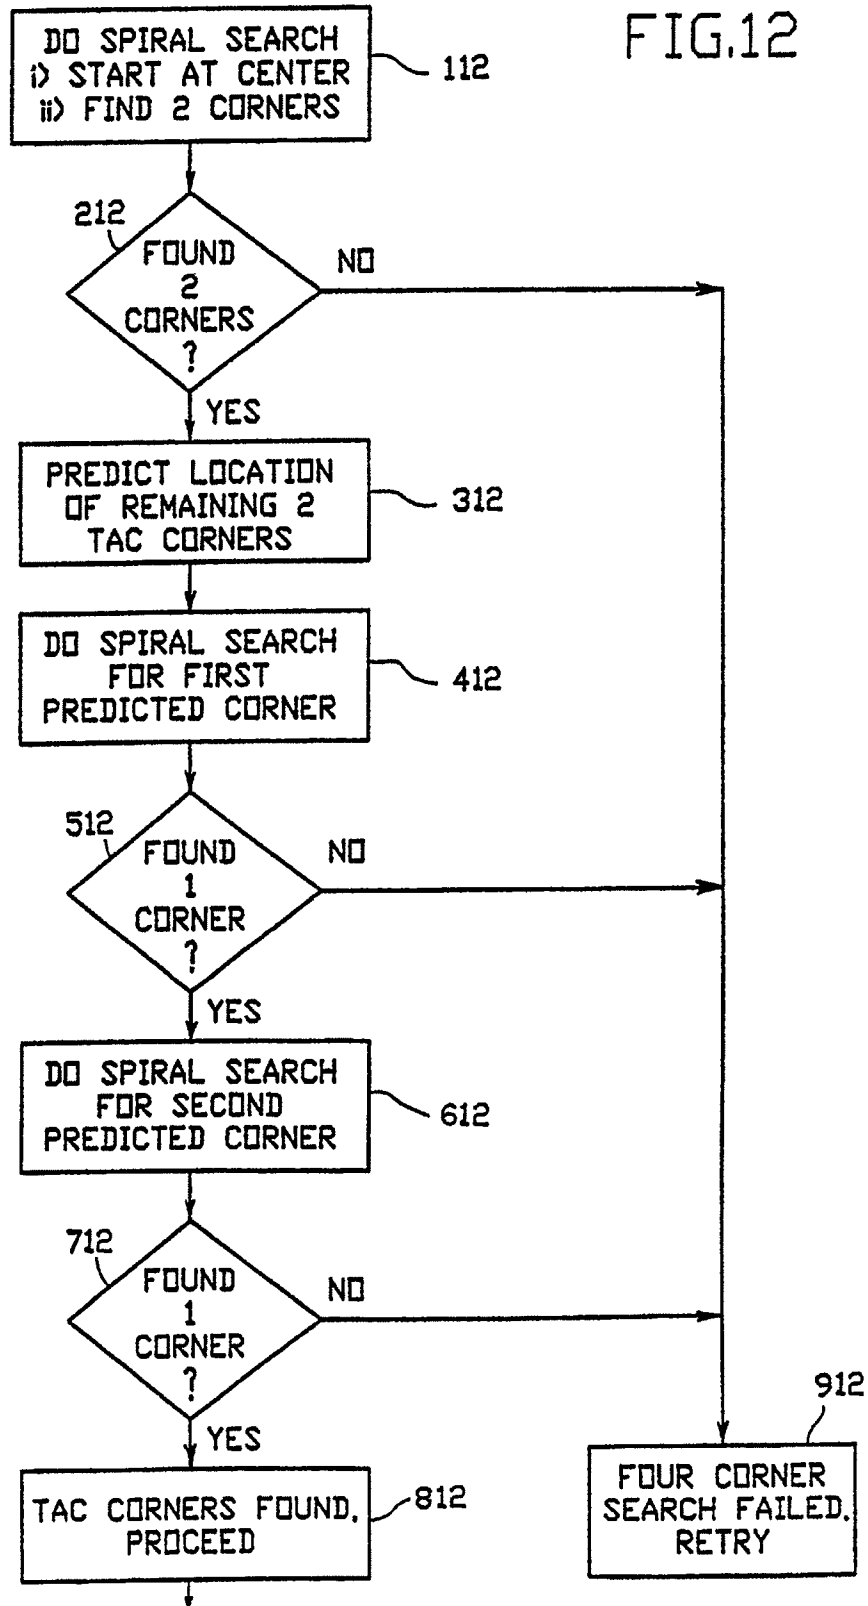 FIG.12
DO SPIRAL SEARCH
i) START AT CENTER
ii) FIND 2 CORNERS
112
212
FOUND
2
CORNERS
?
NO
YES
PREDICT LOCATION
OF REMAINING 2
TAC CORNERS
312
DO SPIRAL SEARCH
FOR FIRST
PREDICTED CORNER
412
512
FOUND
1
CORNER
?
NO
YES
DO SPIRAL SEARCH
FOR SECOND
PREDICTED CORNER
612
712
FOUND
1
CORNER
?
NO
YES
TAC CORNERS FOUND.
PROCEED
812
912
FOUR CORNER
SEARCH FAILED.
RETRY